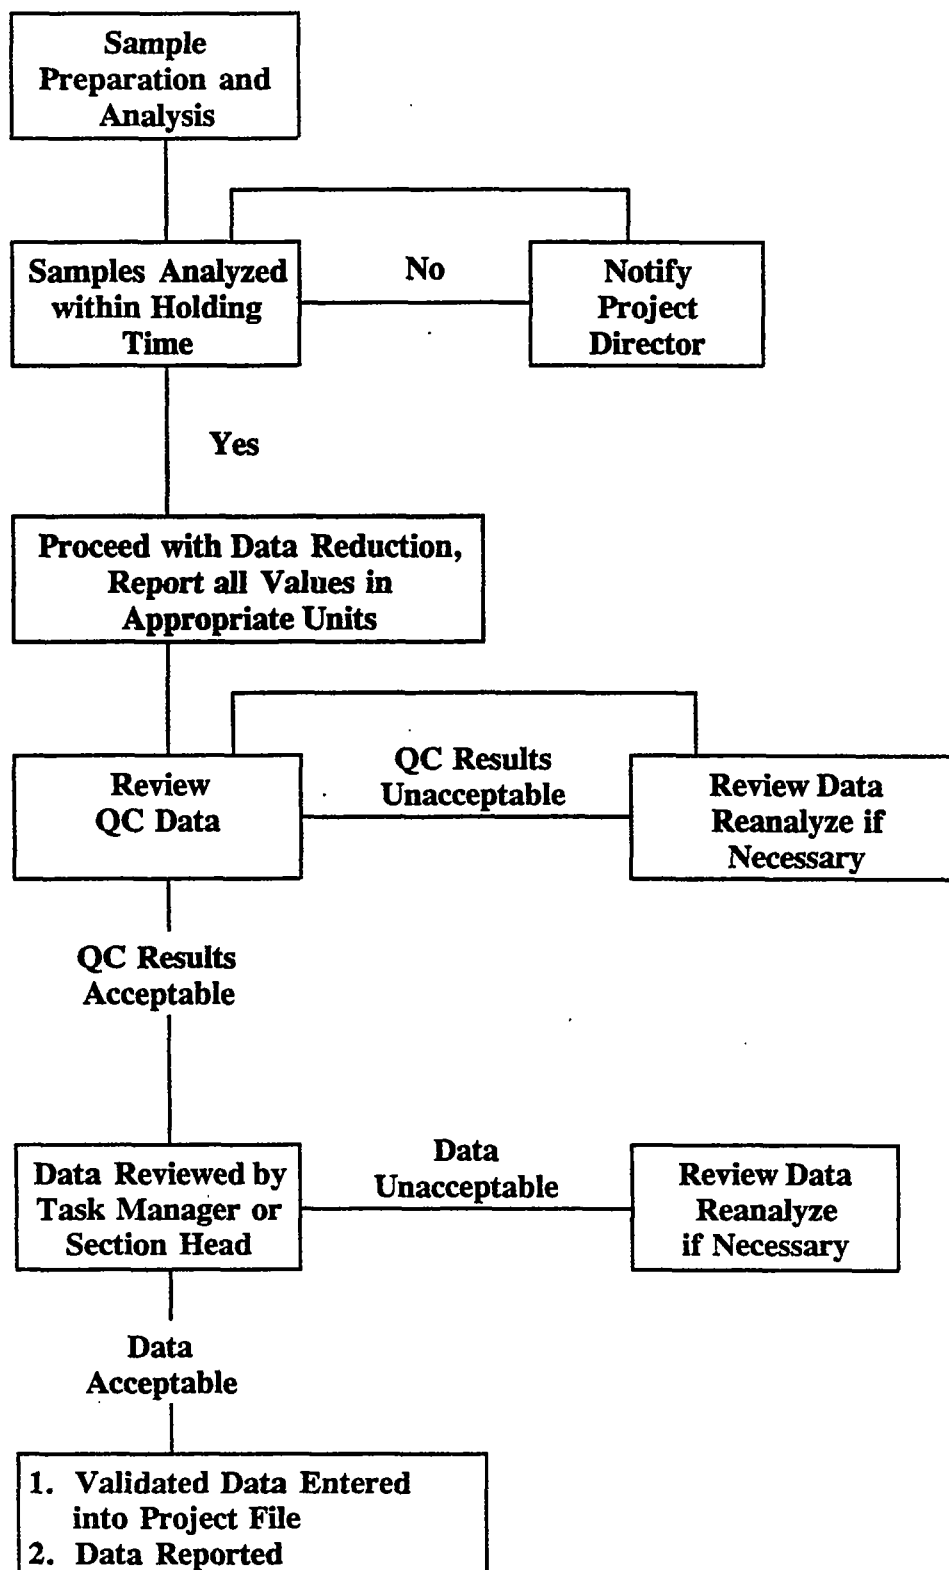 Sample
Preparation and
Analysis
Samples Analyzed
within Holding
Time
No
Notify
Project
Director
Yes
Proceed with Data Reduction,
Report all Values in
Appropriate Units
Review
QC Data
QC Results
Unacceptable
Review Data
Reanalyze if
Necessary
QC Results
Acceptable
Data Reviewed by
Task Manager or
Section Head
Data
Unacceptable
Review Data
Reanalyze
if Necessary
Data
Acceptable
1. Validated Data Entered
into Project File
2. Data Reported